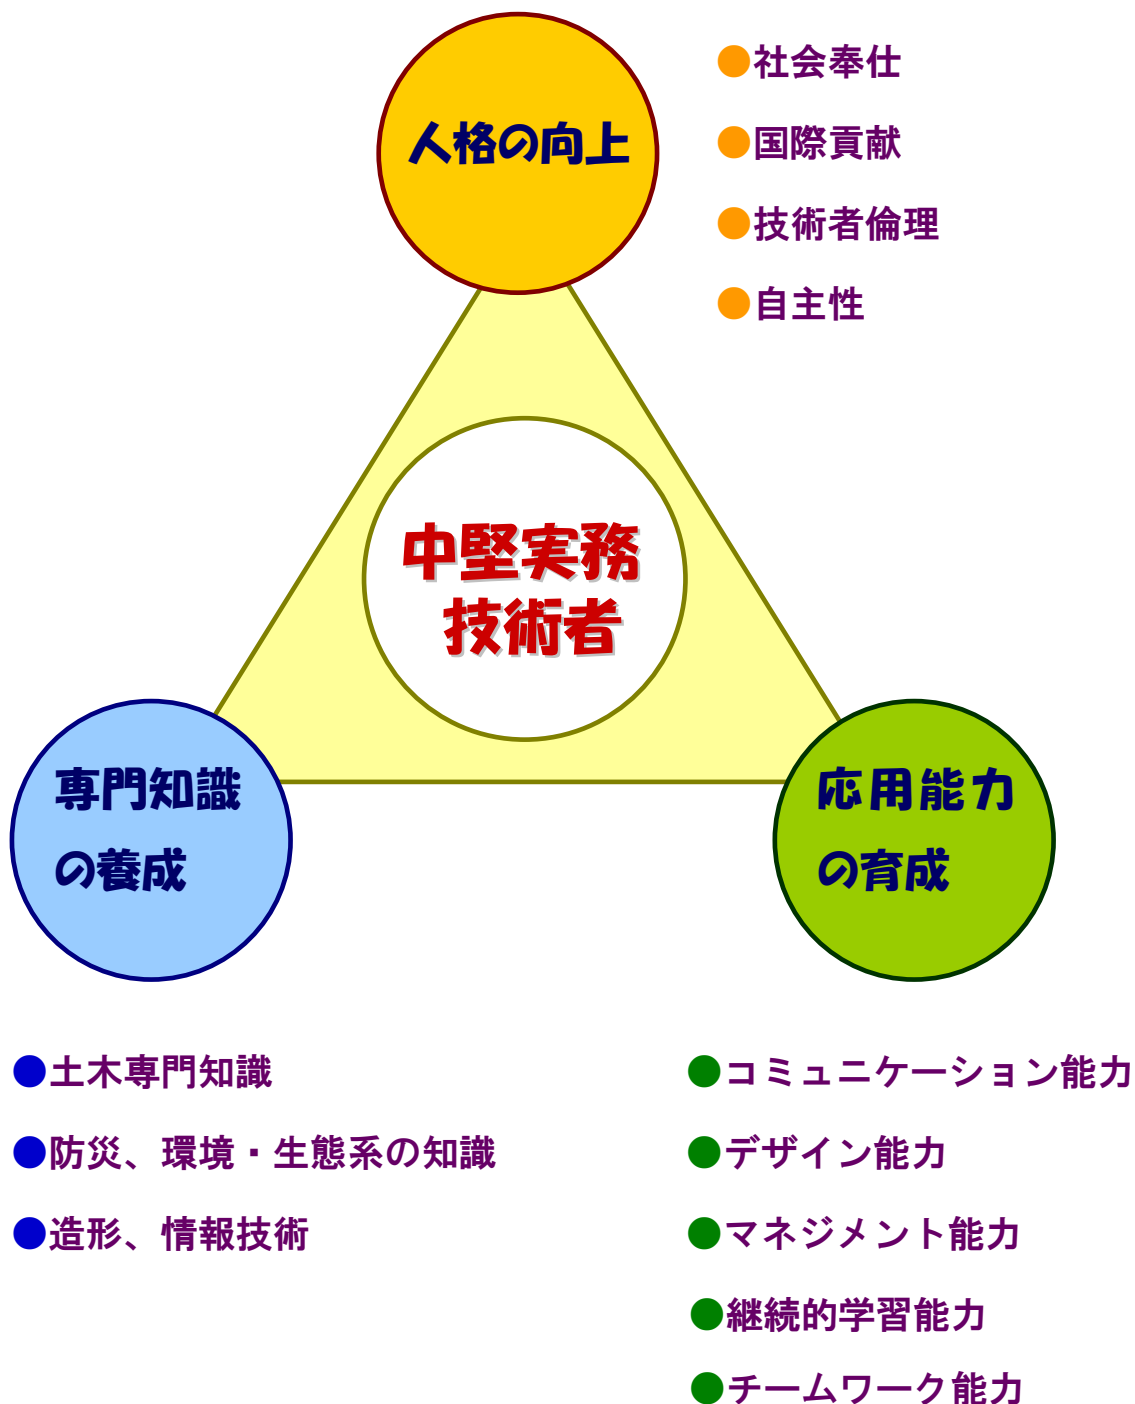 人格の向上
●社会奉仕
●国際貢献
●技術者倫理
●自主性
中堅実務
技術者
専門知識
の養成
応用能力
の育成
●土木専門知識
●防災、環境・生態系の知識
●造形、情報技術
●コミュニケーション能力
●デザイン能力
●マネジメント能力
●継続的学習能力
●チームワーク能力